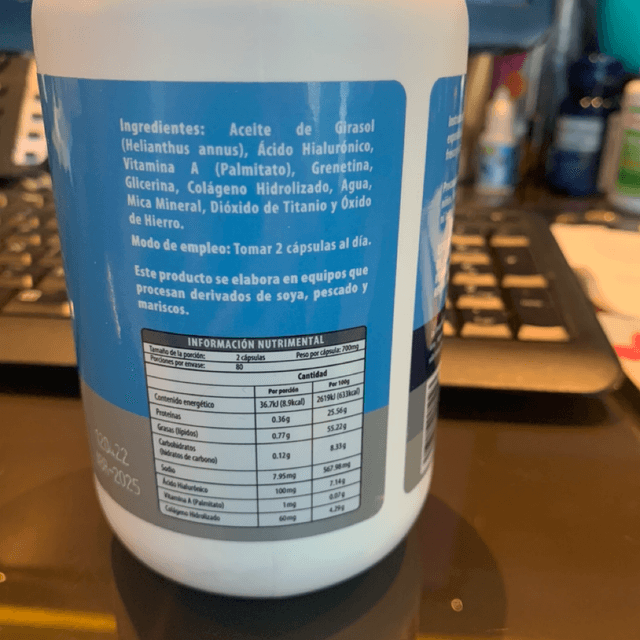 Ingredientes: Aceite de Girasol
(Helianthus annus), Ácido Hialurónico,
Vitamina A (Palmitato), Grenetina,
Glicerina, Colágeno Hidrolizado, Agua,
Mica Mineral, Dióxido de Titanio y Óxido
de Hierro.
Modo de empleo: Tomar 2 cápsulas al día.
Este producto se elabora en equipos que
procesan derivados de soya, pescado y
mariscos.
INFORMACIÓN NUTRIMENTAL
Tamaño de la porción: 2 cápsulas Peso por cápsula: 700mg
Porciones por envase: 80
Cantidad
Por porción Por 100g
Contenido energético 36.7kJ (8.9kcal) 2619kJ (633kcal)
Proteínas 0.36g 25.56g
Grasas (lípidos) 0.77g 55.22g
Carbohidratos
(hidratos de carbono) 0.12g 8.33g
Sodio 7.95mg 567.98mg
Ácido Hialurónico 100mg 7.14g
Vitamina A (Palmitato) 1mg 0.07g
Colágeno Hidrolizado 60mg 4.29g
-2025